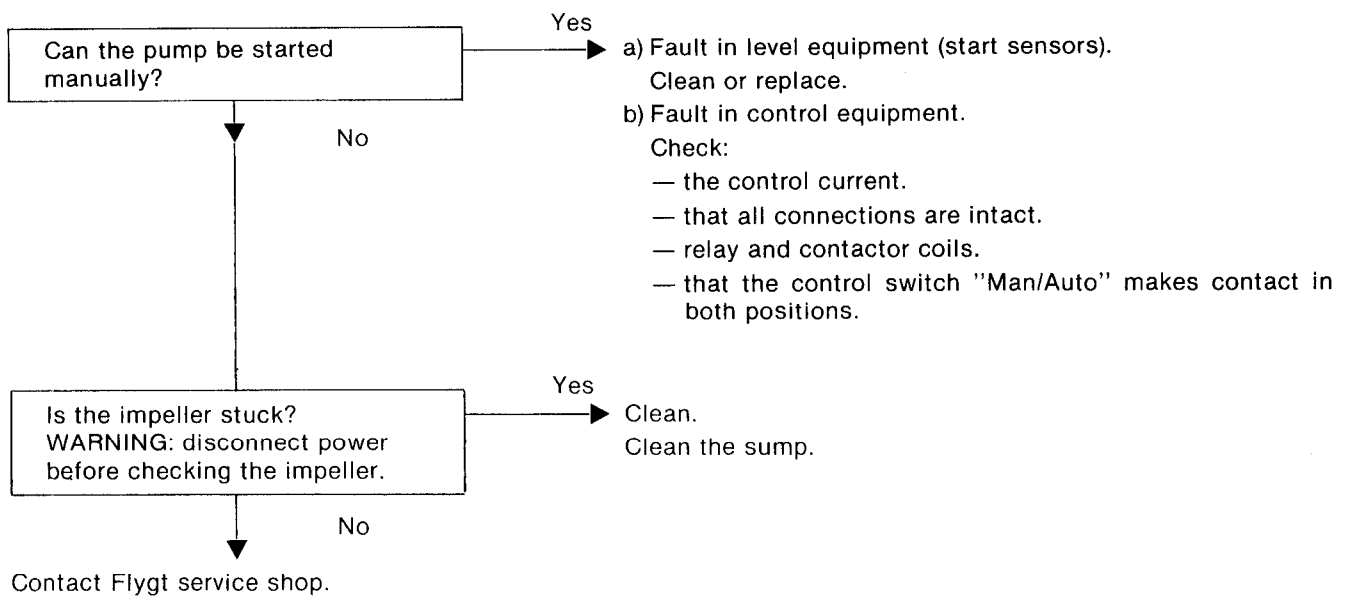 Can the pump be started
manually?
Yes
a) Fault in level equipment (start sensors).
Clean or replace.
b) Fault in control equipment.
Check:
— the control current.
— that all connections are intact.
— relay and contactor coils.
— that the control switch "Man/Auto" makes contact in
both positions.
No
Is the impeller stuck?
WARNING: disconnect power
before checking the impeller.
Yes
Clean.
Clean the sump.
No
Contact Flygt service shop.